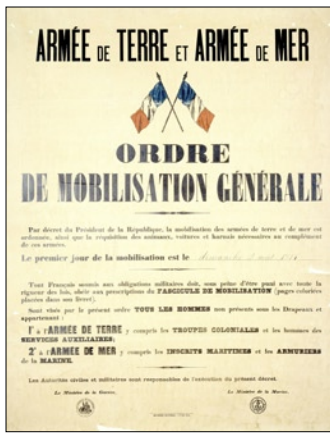 ARMÉE DE TERRE ET ARMÉE DE MER
ORDRE
DE MOBILISATION GÉNÉRALE
Par décret du Président de la République, la mobilisation des armées de terre et de mer est
ordonnée, ainsi que la réquisition des animaux, voitures et harnais nécessaires au complément
de ces armées.
Le premier jour de la mobilisation est le
Tout Français soumis aux obligations militaires doit, sous peine d'être puni avec toute la
rigueur des lois, obéir aux prescriptions du FASCICULE DE MOBILISATION (pages coloriées
placées dans son livret).
Sont visés par le présent ordre TOUS LES HOMMES non présents sous les Drapeaux et
appartenant :
1° à l'ARMÉE DE TERRE y compris les TROUPES COLONIALES et les hommes des
SERVICES AUXILIAIRES;
2° à l'ARMÉE DE MER y compris les INSCRITS MARITIMES et les ARMURIERS
de la MARINE.
Les Autorités civiles et militaires sont responsables de l'exécution du présent décret.
Le Ministre de la Guerre,
Le Ministre de la Marine,